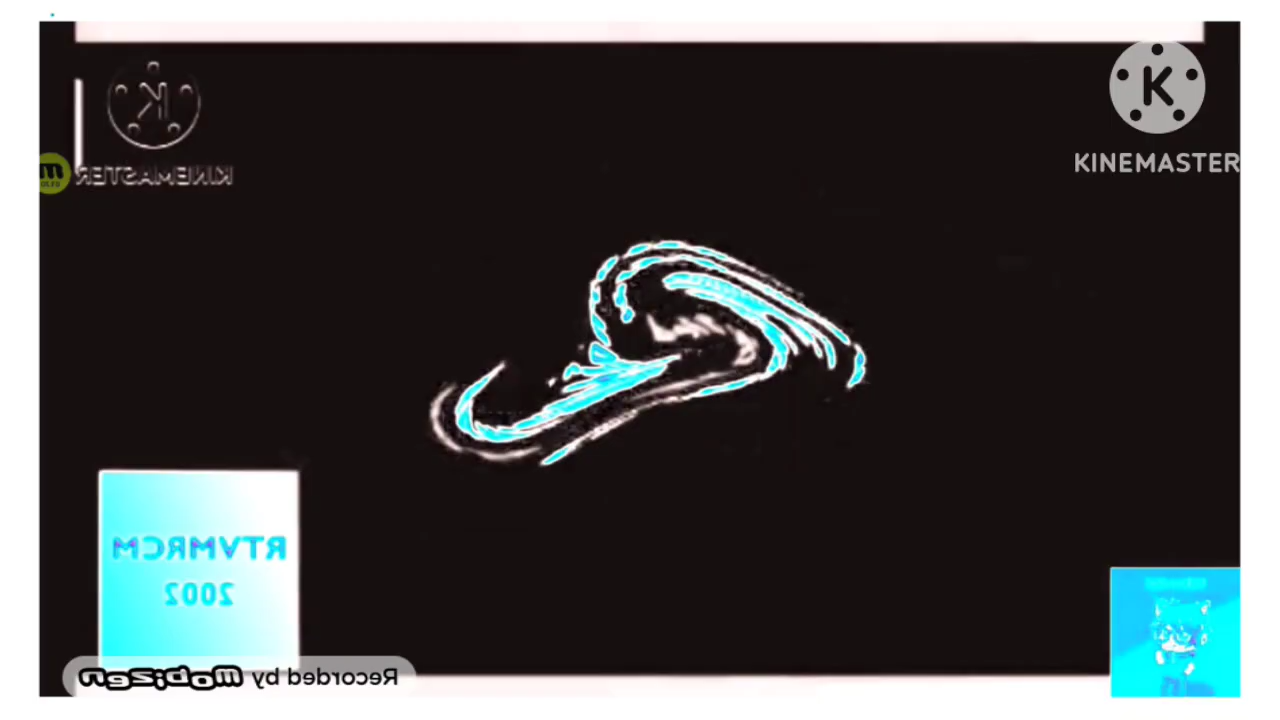 K
KINEMASTER
K
KINEMASTER
m
RTVMRCM
2002
Recorded by mobizen